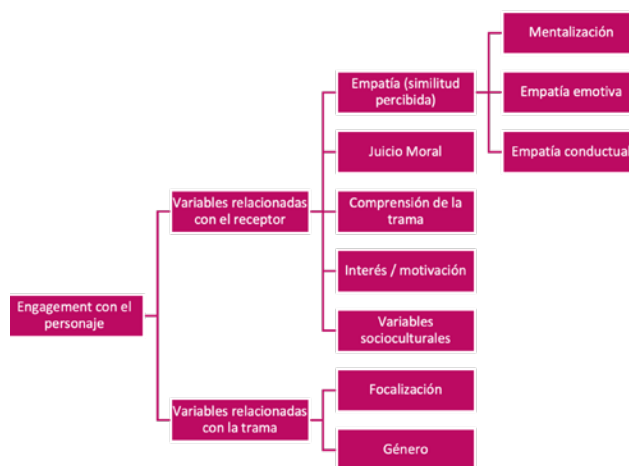 Engagement con el
personaje
Variables relacionadas
con el receptor
Empatía (similitud
percibida)
Mentalización
Empatía emotiva
Empatía conductual
Juicio Moral
Comprensión de la
trama
Interés / motivación
Variables
socioculturales
Variables relacionadas
con la trama
Focalización
Género